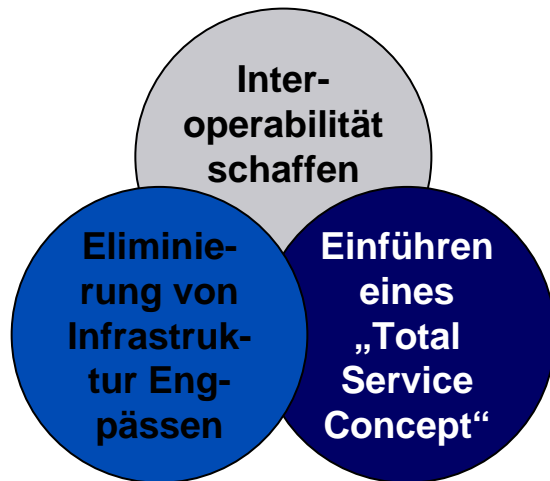 Inter-
operabilität
schaffen
Eliminie-
rung von
Infrastruk-
tur Eng-
pässen
Einführen
eines
„Total
Service
Concept“